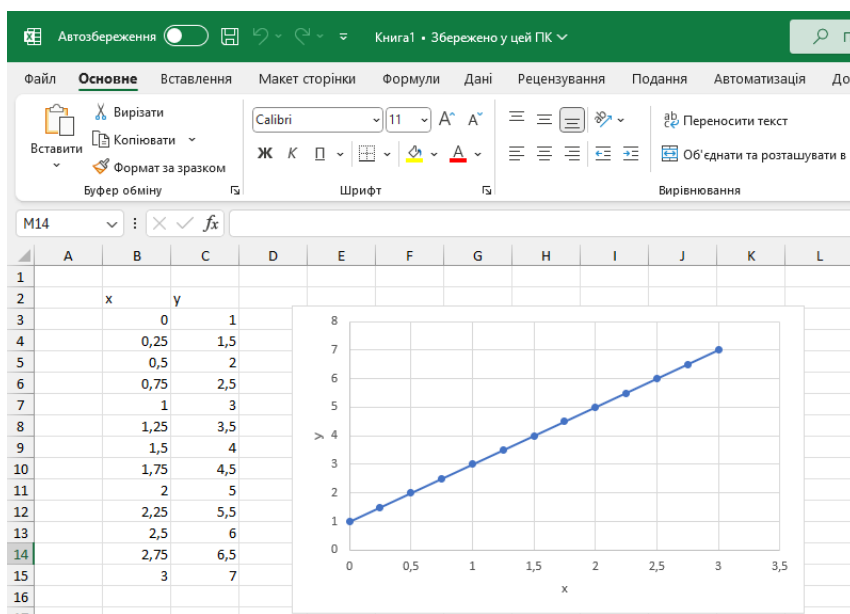 Автозбереження Книга1 • Збережено у цей ПК
Файл Основне Вставлення Макет сторінки Формули Дані Рецензування Подання Автоматизація
Вставити
Вирізати
Копіювати
Формат за зразком
Буфер обміну
Calibri 11 A A
Ж К П А
Шрифт
ab Переносити текст
Об'єднати та розташувати в
Вирівнювання
M14 fx
A B C D E F G H I J K L
1
2 x y
3 0 1
4 0,25 1,5
5 0,5 2
6 0,75 2,5
7 1 3
8 1,25 3,5
9 1,5 4
10 1,75 4,5
11 2 5
12 2,25 5,5
13 2,5 6
14 2,75 6,5
15 3 7
16
8
7
6
5
4
3
2
1
0
y
0 0,5 1 1,5 2 2,5 3 3,5
x